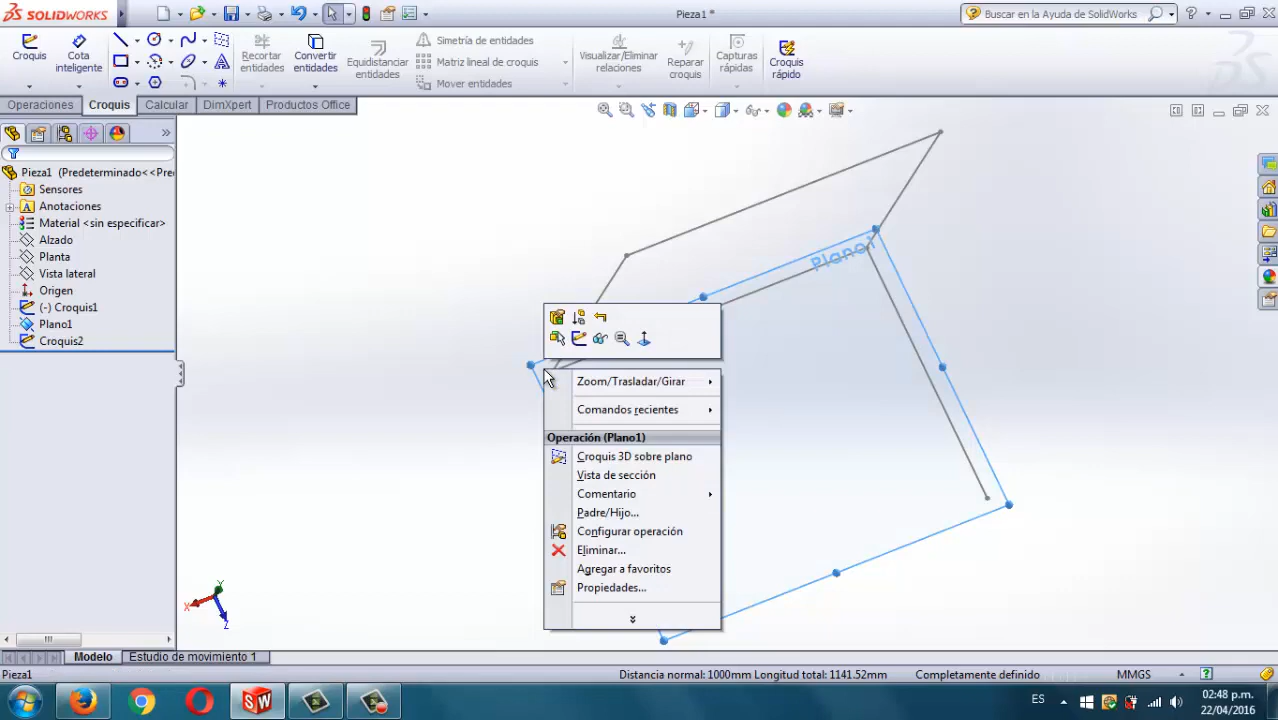 SOLIDWORKS
Pieza1 *
Buscar en la Ayuda de SolidWorks
Croquis
Cota inteligente
Recortar entidades
Convertir entidades
Equidistanciar entidades
Simetría de entidades
Matriz lineal de croquis
Mover entidades
Visualizar/Eliminar relaciones
Reparar croquis
Capturas rápidas
Croquis rápido
Operaciones
Croquis
Calcular
DimXpert
Productos Office
Pieza1 (Predeterminado<<Pre
Sensores
Anotaciones
Material <sin especificar>
Alzado
Planta
Vista lateral
Origen
(-) Croquis1
Plano1
Croquis2
Plano1
Zoom/Trasladar/Girar
Comandos recientes
Operación (Plano1)
Croquis 3D sobre plano
Vista de sección
Comentario
Padre/Hijo...
Configurar operación
Eliminar...
Agregar a favoritos
Propiedades...
Y
X
Z
Modelo
Estudio de movimiento 1
Pieza1
Distancia normal: 1000mm Longitud total: 1141.52mm
Completamente definido
MMGS
ES
02:48 p.m.
22/04/2016